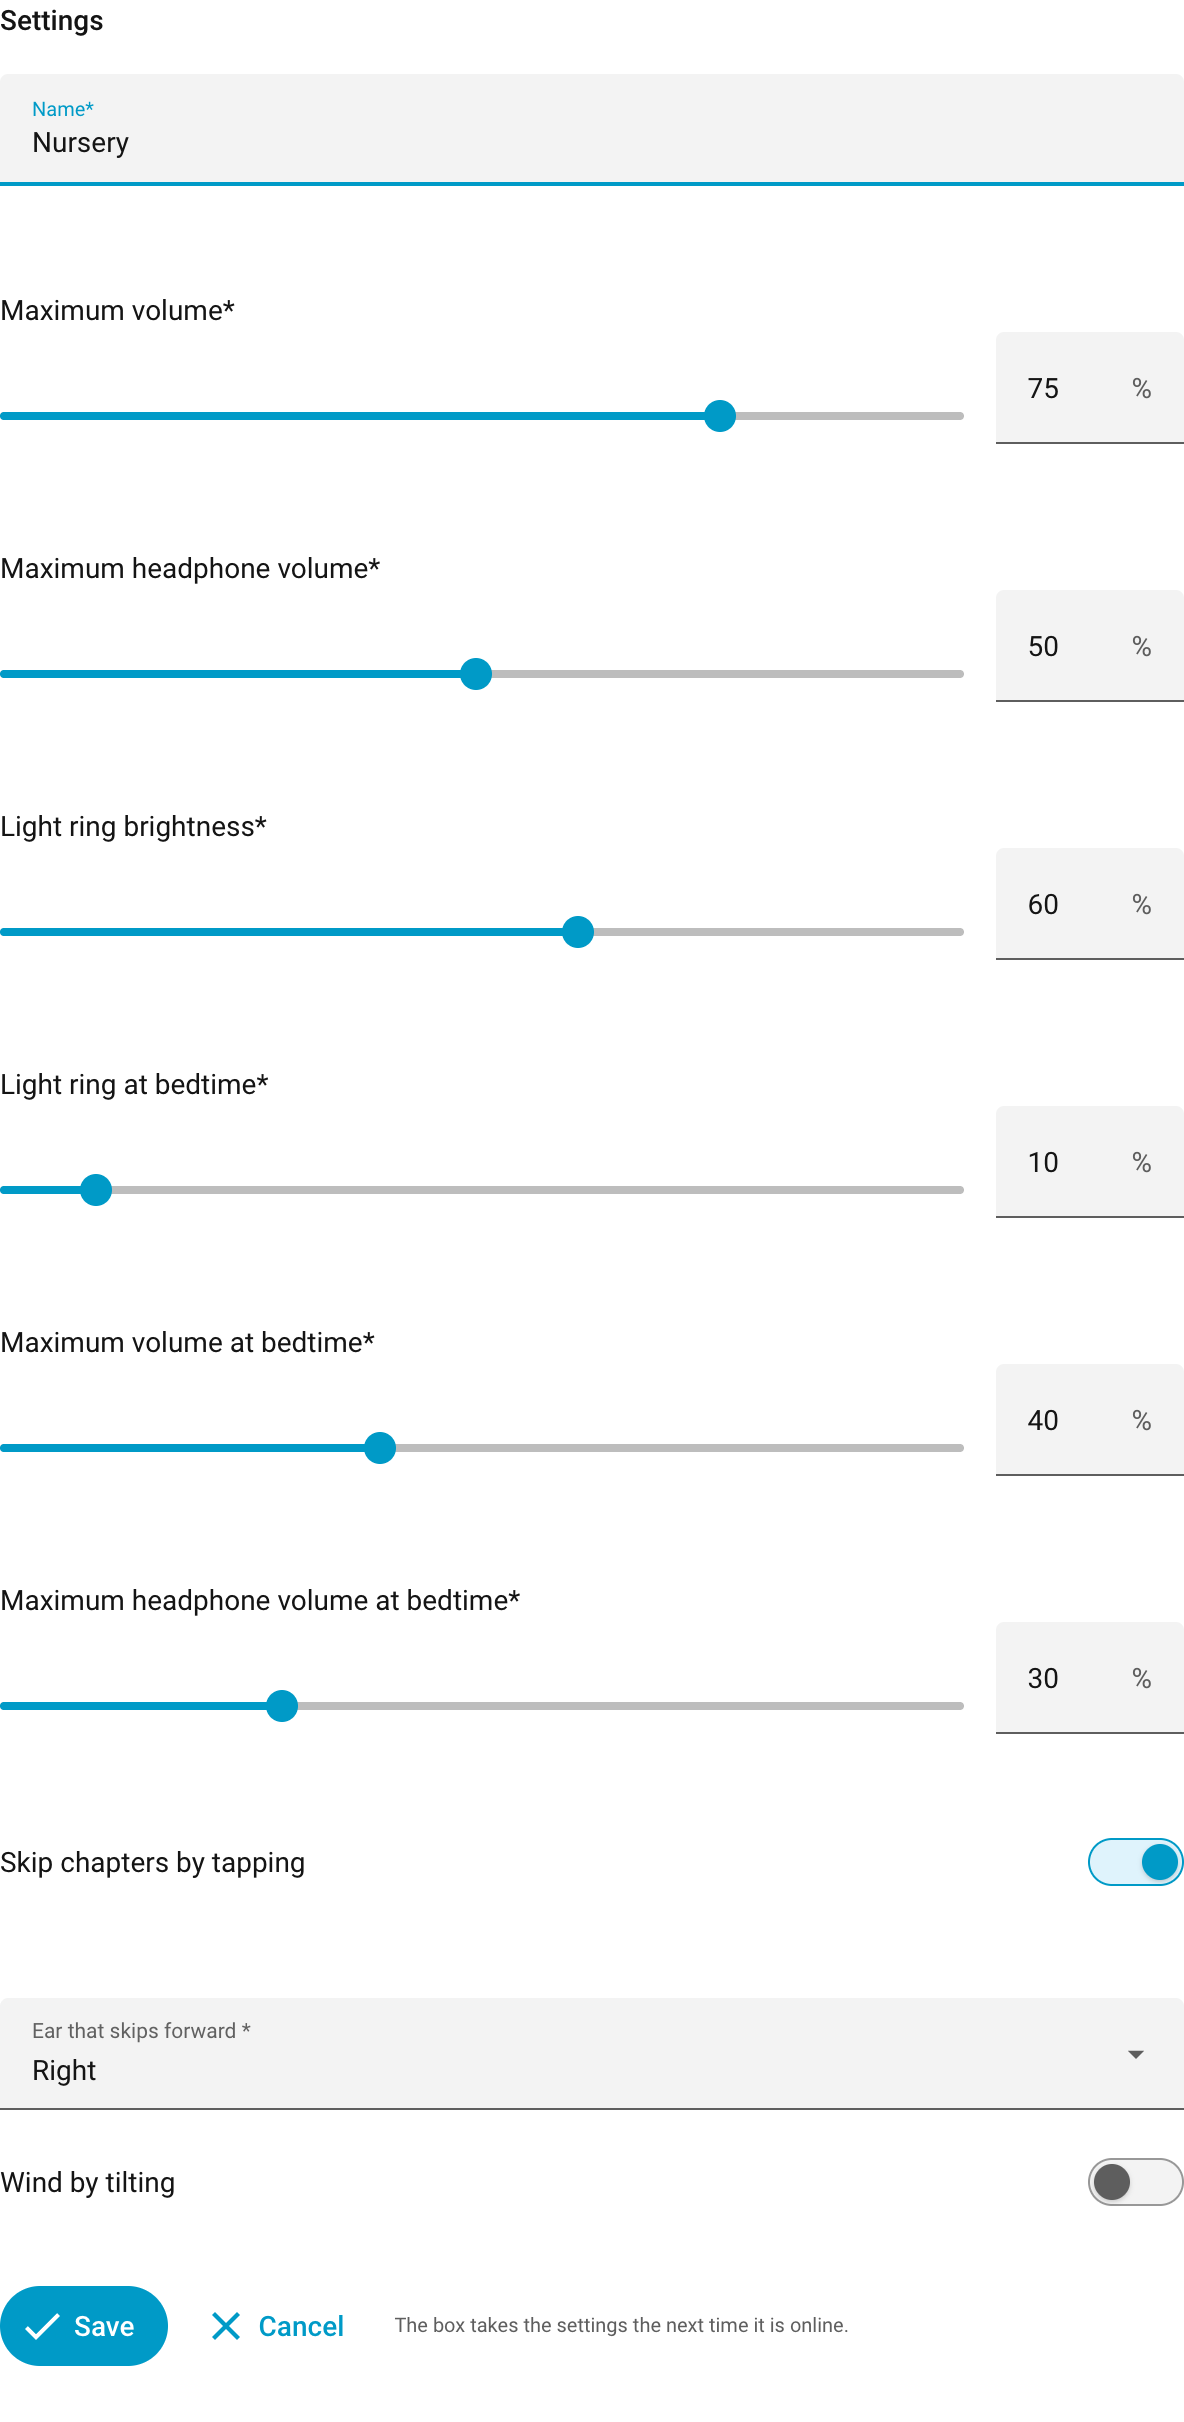 Settings
Name*
Nursery
Maximum volume*
75 %
Maximum headphone volume*
50 %
Light ring brightness*
60 %
Light ring at bedtime*
10 %
Maximum volume at bedtime*
40 %
Maximum headphone volume at bedtime*
30 %
Skip chapters by tapping
Ear that skips forward *
Right
Wind by tilting
Save Cancel The box takes the settings the next time it is online.